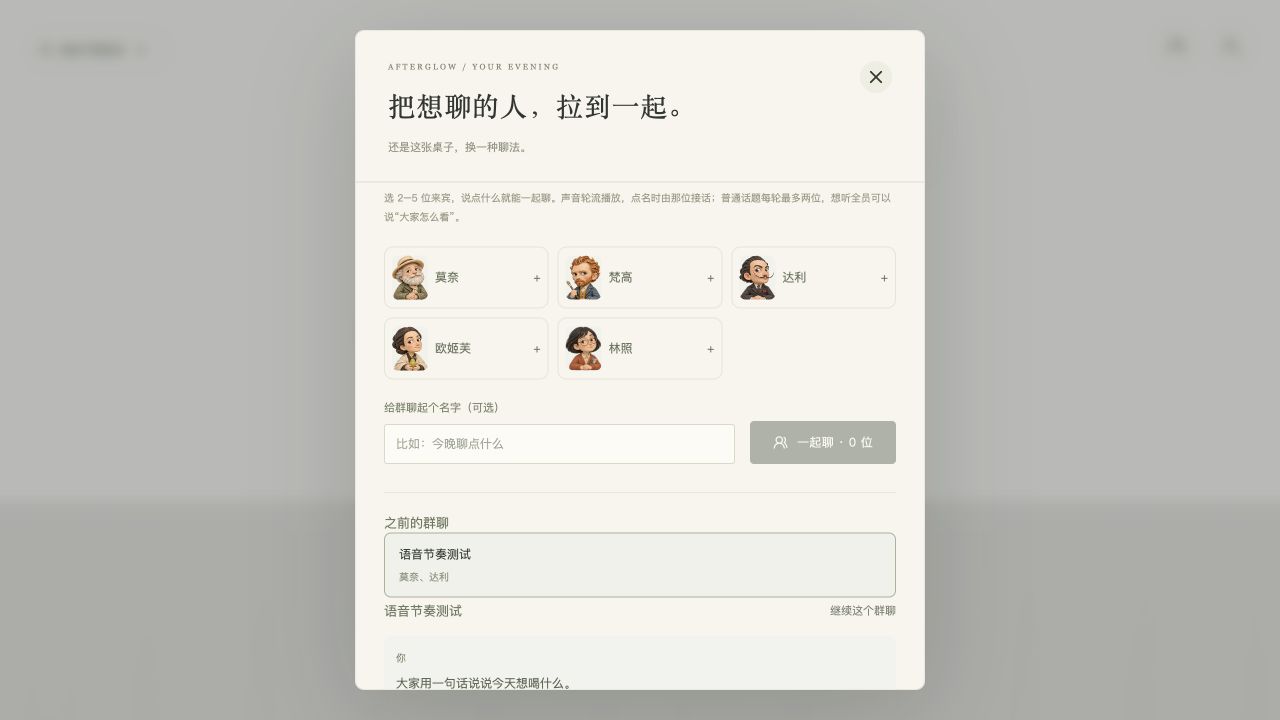 AFTERGLOW / YOUR EVENING
把想聊的人，拉到一起。
还是这张桌子，换一种聊法。
选 2–5 位来宾，说点什么就能一起聊。声音轮流播放，点名时由那位接话；普通话题每轮最多两位，想听全员可以
说“大家怎么看”。
莫奈 +
梵高 +
达利 +
欧姬芙 +
林照 +
给群聊起个名字（可选）
比如：今晚聊点什么
一起聊 · 0 位
之前的群聊
语音节奏测试
莫奈、达利
语音节奏测试
继续这个群聊
你
大家用一句话说说今天想喝什么。